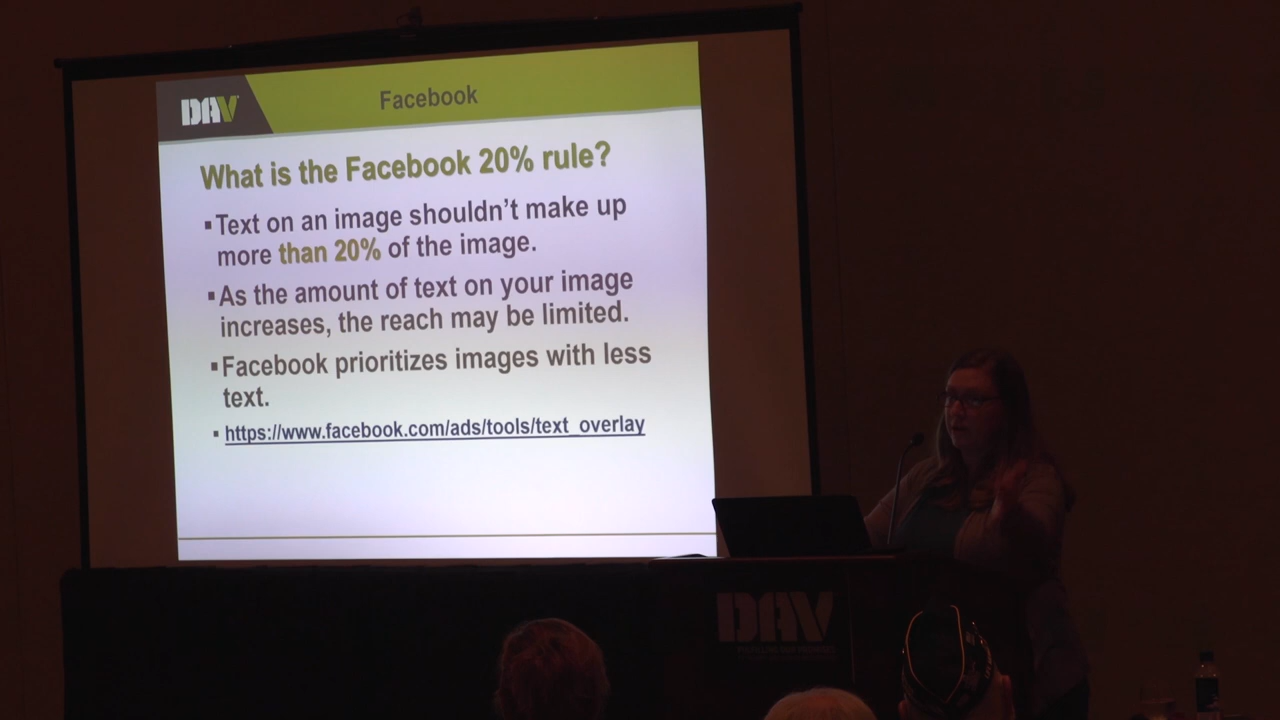 DAV
Facebook
What is the Facebook 20% rule?
▪Text on an image shouldn't make up
more than 20% of the image.
▪As the amount of text on your image
increases, the reach may be limited.
▪Facebook prioritizes images with less
text.
▪ https://www.facebook.com/ads/tools/text_overlay
DAV